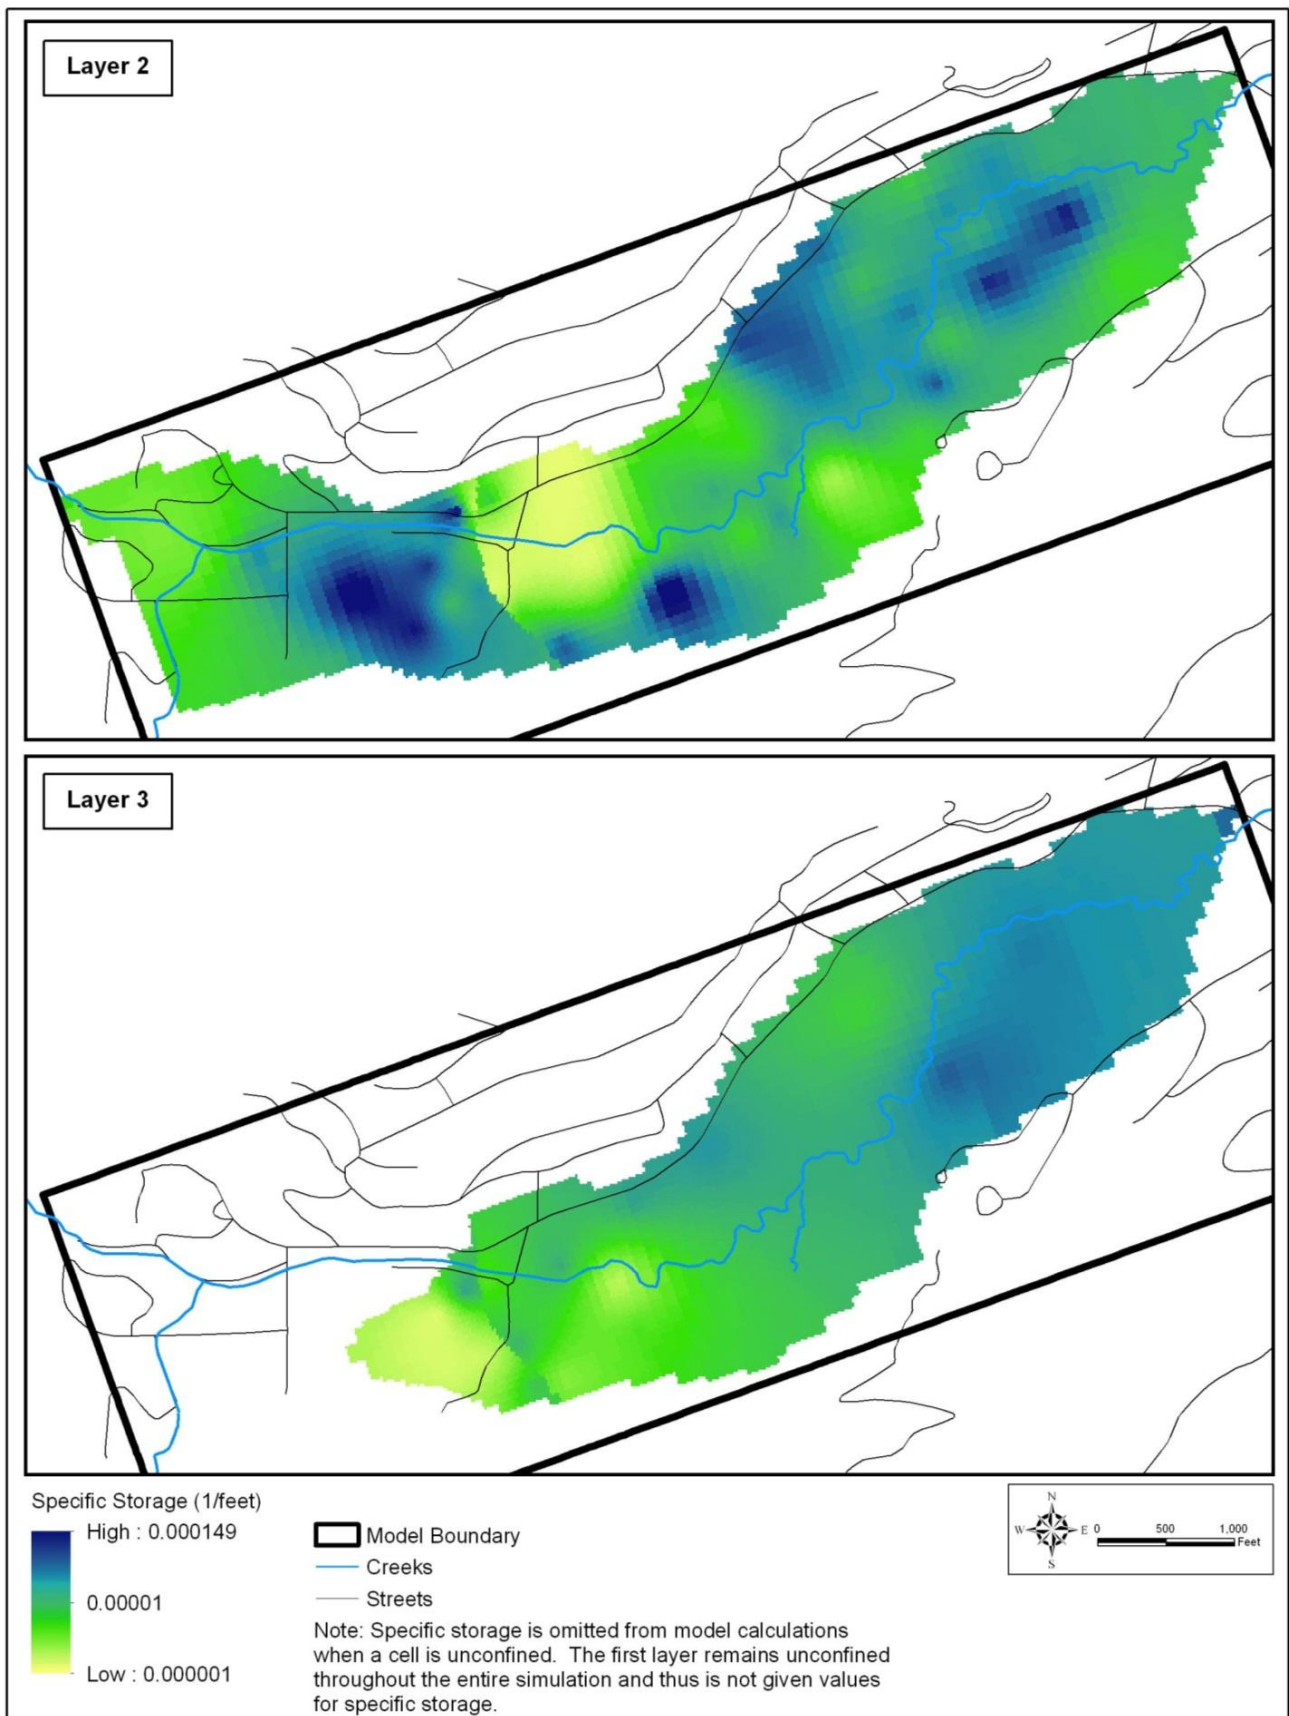 Layer 2
Layer 3
Specific Storage (1/feet)
High : 0.000149
0.00001
Low : 0.000001
Model Boundary
Creeks
Streets
Note: Specific storage is omitted from model calculations
when a cell is unconfined. The first layer remains unconfined
throughout the entire simulation and thus is not given values
for specific storage.
N
W E
S
0 500 1,000
Feet